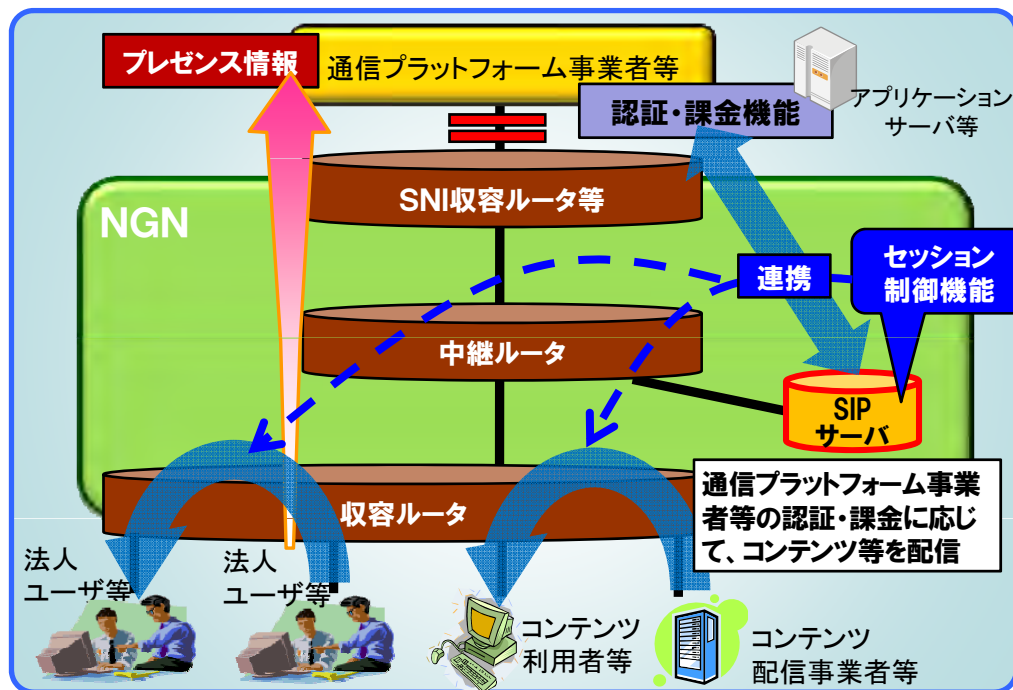 プレゼンス情報
通信プラットフォーム事業者等
認証・課金機能
アプリケーション
サーバ等
SNI収容ルータ等
NGN
セッション
制御機能
連携
中継ルータ
SIP
サーバ
収容ルータ
通信プラットフォーム事業
者等の認証・課金に応じ
て、コンテンツ等を配信
法人
ユーザ等
法人
ユーザ等
コンテンツ
利用者等
コンテンツ
配信事業者等